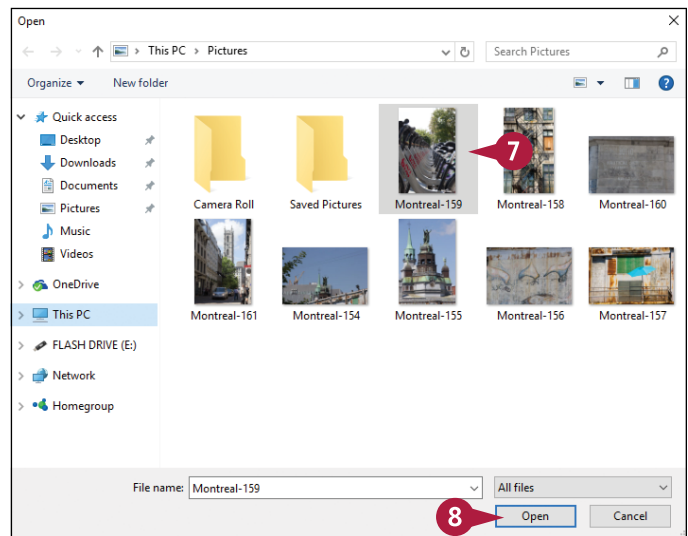 Open
This PC > Pictures
Search Pictures
Organize
New folder
Quick access
Desktop
Downloads
Documents
Pictures
Music
Videos
OneDrive
This PC
FLASH DRIVE (E:)
Network
Homegroup
Camera Roll
Saved Pictures
Montreal-159
Montreal-158
Montreal-160
7
Montreal-161
Montreal-154
Montreal-155
Montreal-156
Montreal-157
File name: Montreal-159
All files
8
Open
Cancel